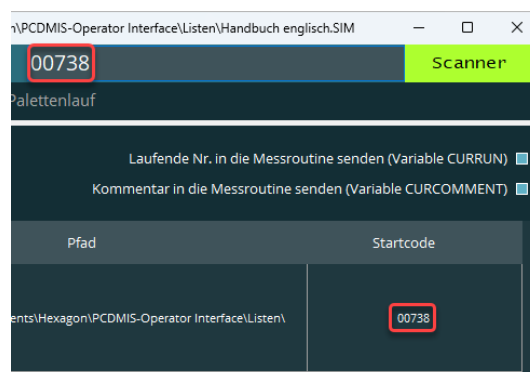 \PCDMIS-Operator Interface\Listen\Handbuch englisch.SIM
00738 Scanner
Palettenlauf
Laufende Nr. in die Messroutine senden (Variable CURRUN)
Kommentar in die Messroutine senden (Variable CURCOMMENT)
Pfad Startcode
ents\Hexagon\PCDMIS-Operator Interface\Listen\ 00738